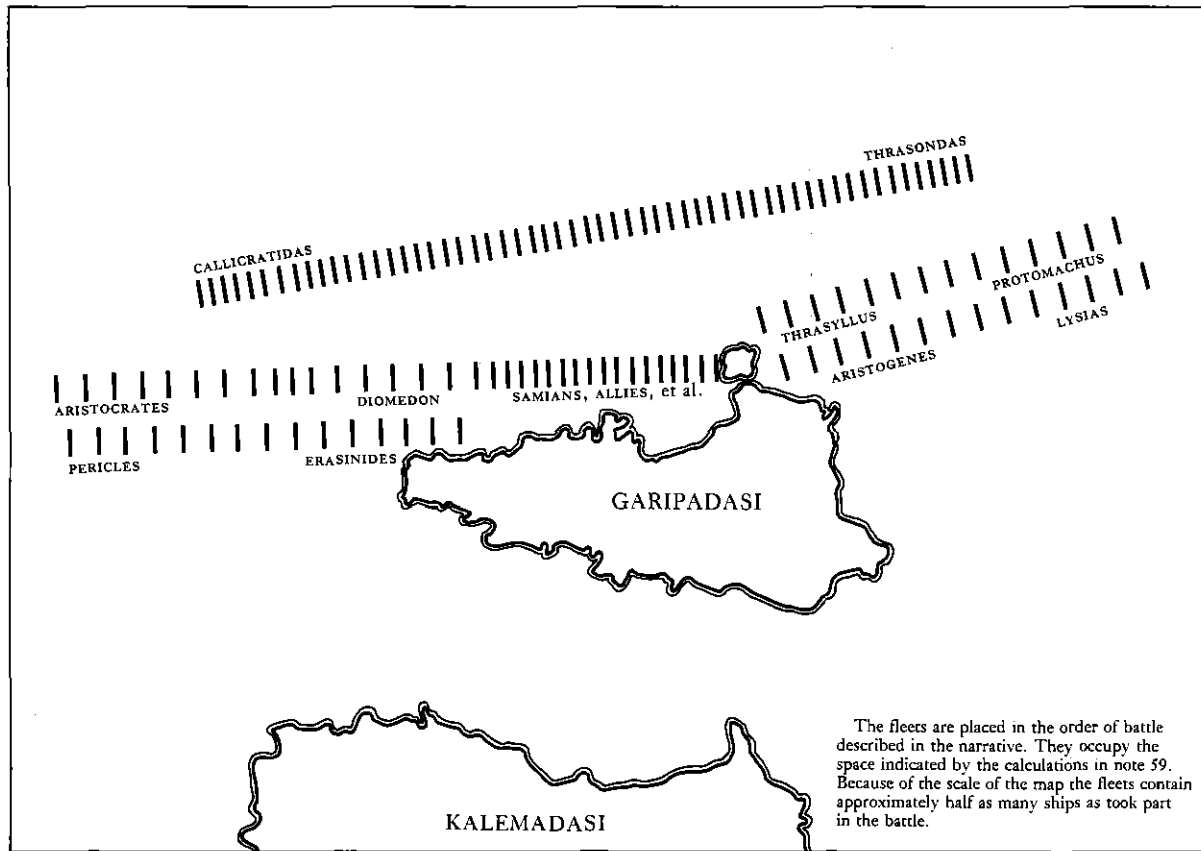 THRASONDAS
CALLICRATIDAS
PROTOMACHUS
THRASYLLUS
LYSIAS
ARISTOGENES
SAMIANS, ALLIES, et al.
DIOMEDON
ARISTOCRATES
ERASINIDES
PERICLES
GARIPADASI
The fleets are placed in the order of battle
described in the narrative. They occupy the
space indicated by the calculations in note 59.
Because of the scale of the map the fleets contain
approximately half as many ships as took part
in the battle.
KALEMADASI